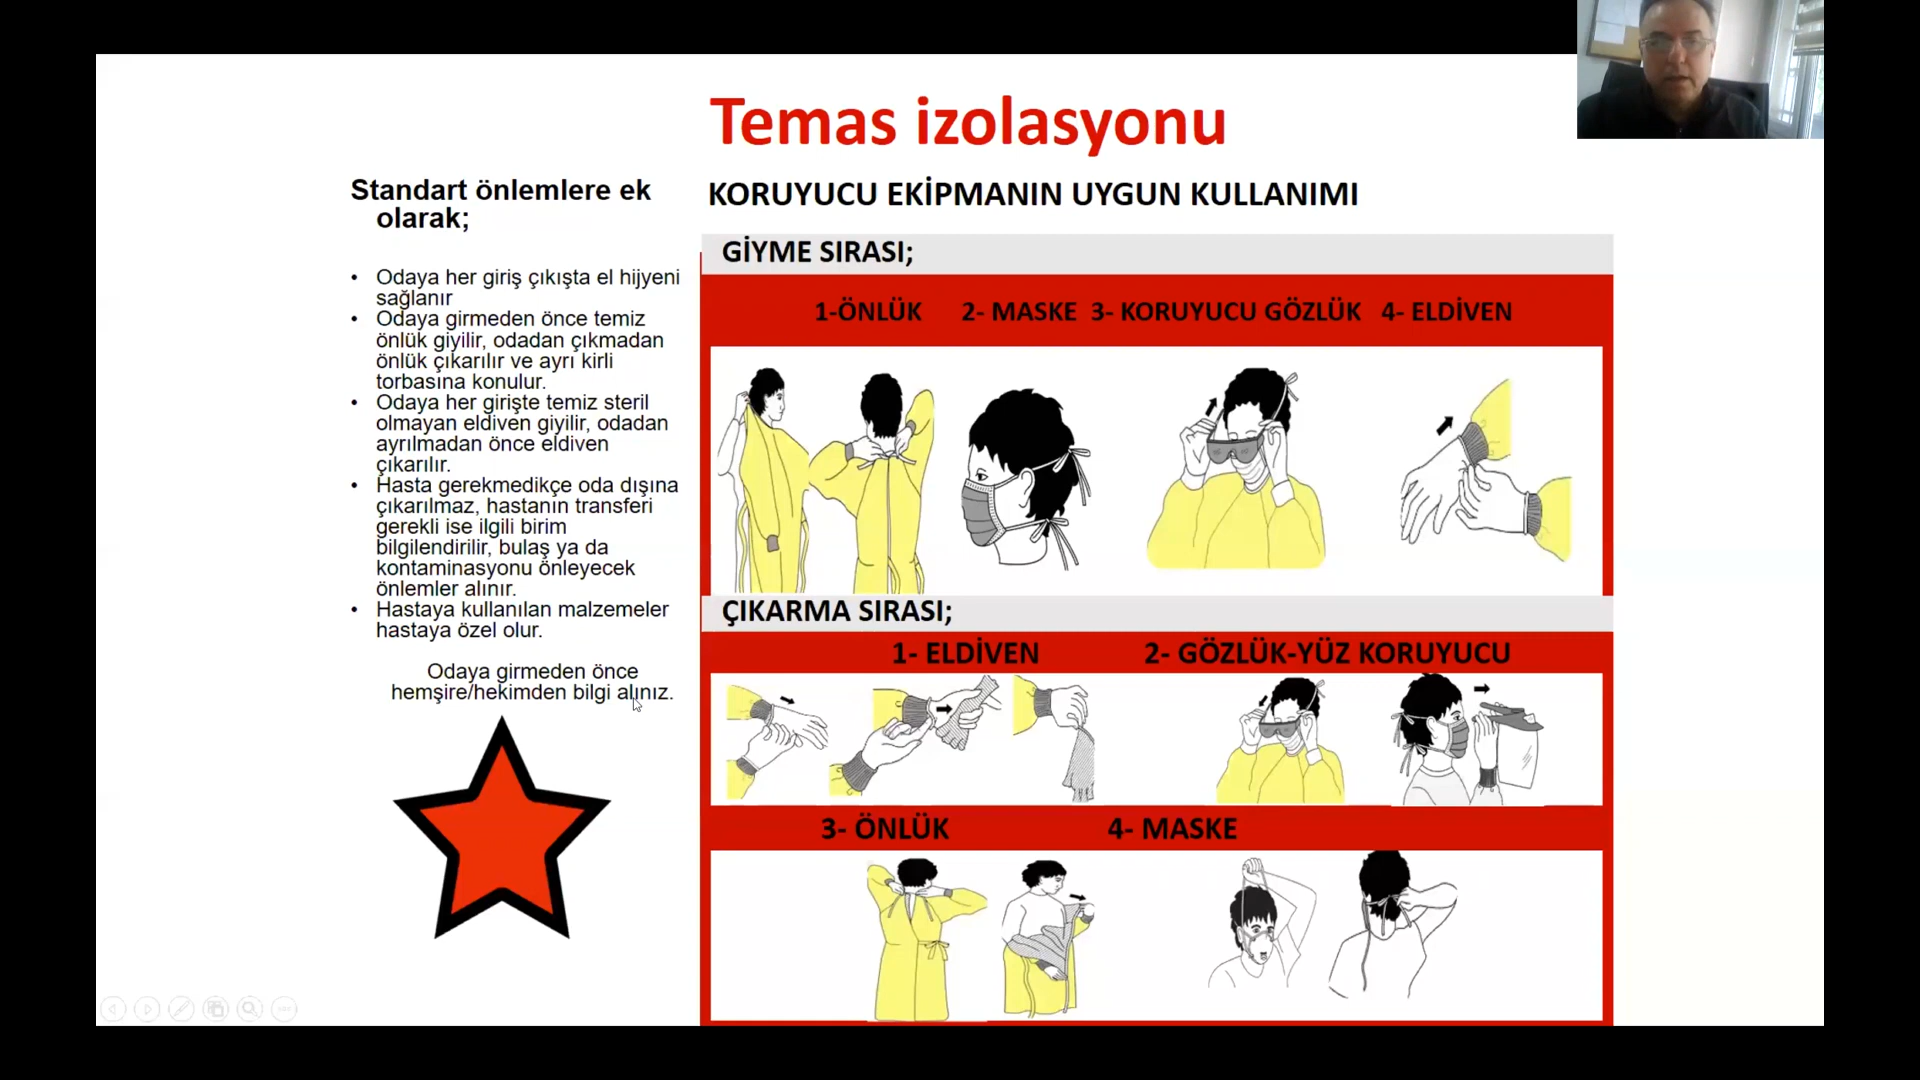 Temas izolasyonu
Standart önlemlere ek
olarak;
• Odaya her giriş çıkışta el hijyeni
sağlanır
• Odaya girmeden önce temiz
önlük giyilir, odadan çıkmadan
önlük çıkarılır ve ayrı kirli
torbasına konulur.
• Odaya her girişte temiz steril
olmayan eldiven giyilir, odadan
ayrılmadan önce eldiven
çıkarılır.
• Hasta gerekmedikçe oda dışına
çıkarılmaz, hastanın transferi
gerekli ise ilgili birim
bilgilendirilir, bulaş ya da
kontaminasyonu önleyecek
önlemler alınır.
• Hastaya kullanılan malzemeler
hastaya özel olur.
Odaya girmeden önce
hemşire/hekimden bilgi alınız.
KORUYUCU EKİPMANIN UYGUN KULLANIMI
GİYME SIRASI;
1-ÖNLÜK 2- MASKE 3- KORUYUCU GÖZLÜK 4- ELDİVEN
ÇIKARMA SIRASI;
1- ELDİVEN 2- GÖZLÜK-YÜZ KORUYUCU
3- ÖNLÜK 4- MASKE